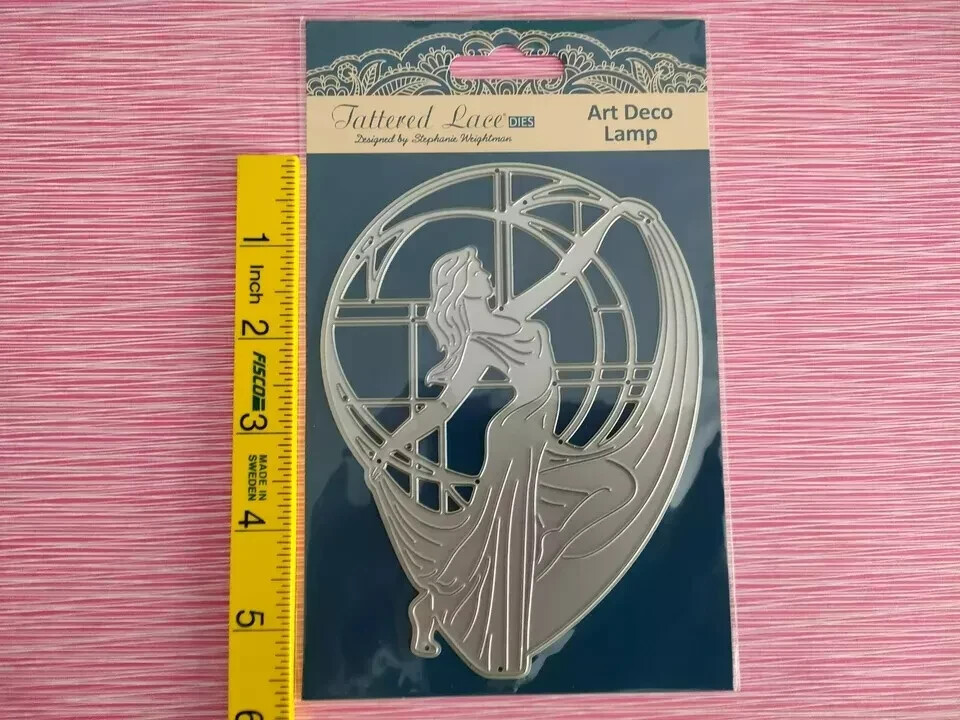 Tattered Lace DIES
Designed by Stephanie Weightman
Art Deco
Lamp
1
Inch
2
FISCO
3
MADE IN
SWEDEN
4
5
6